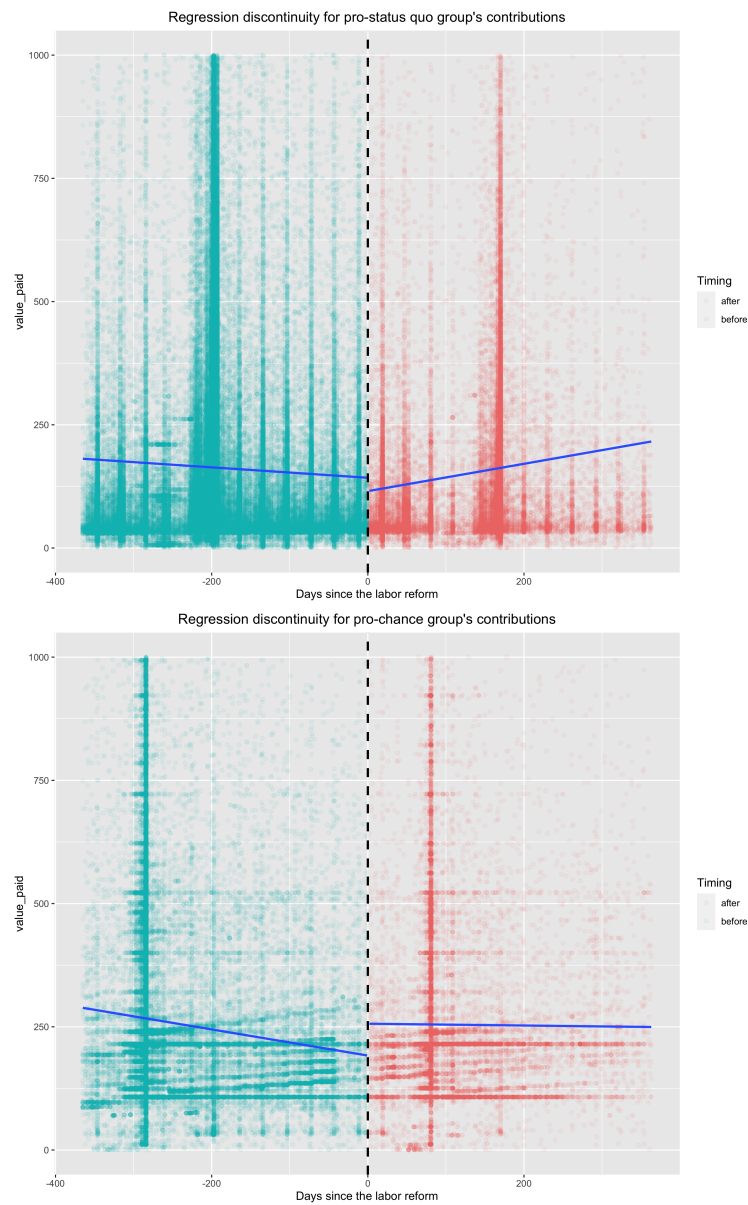 Regression discontinuity for pro-status quo group's contributions
1000
750
500
250
0
value_paid
-400
-200
0
200
Days since the labor reform
Timing
after
before
Regression discontinuity for pro-chance group's contributions
1000
750
500
250
0
value_paid
-400
-200
0
200
Days since the labor reform
Timing
after
before